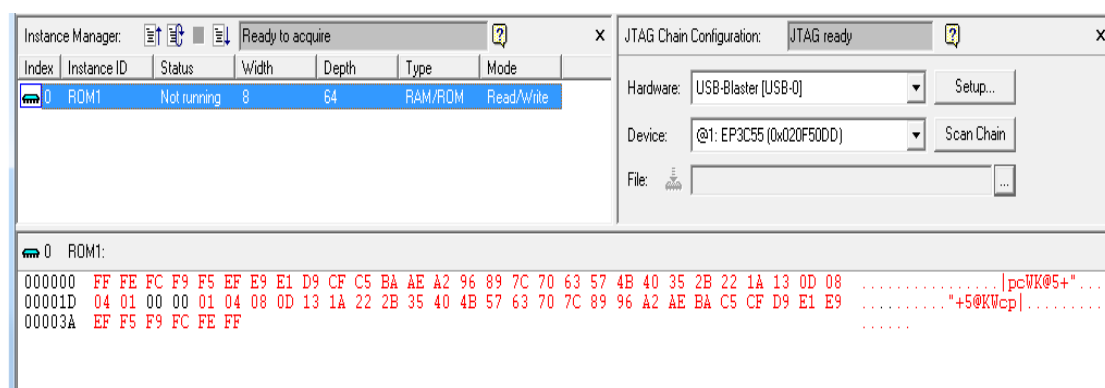 Instance Manager: Ready to acquire x
Index Instance ID Status Width Depth Type Mode
0 ROM1 Not running 8 64 RAM/ROM Read/Write
JTAG Chain Configuration: JTAG ready x
Hardware: USB-Blaster [USB-0] Setup...
Device: @1: EP3C55 (0x020F50DD) Scan Chain
File: ...
0 ROM1:
000000 FF FE FC F9 F5 EF E9 E1 D9 CF C5 BA AE A2 96 89 7C 70 63 57 4B 40 35 2B 22 1A 13 0D 08 ................|pcWK@5+"...
00001D 04 01 00 00 01 04 08 0D 13 1A 22 2B 35 40 4B 57 63 70 7C 89 96 A2 AE BA C5 CF D9 E1 E9 .........."+5@KWcp|.........
00003A EF F5 F9 FC FE FF ......